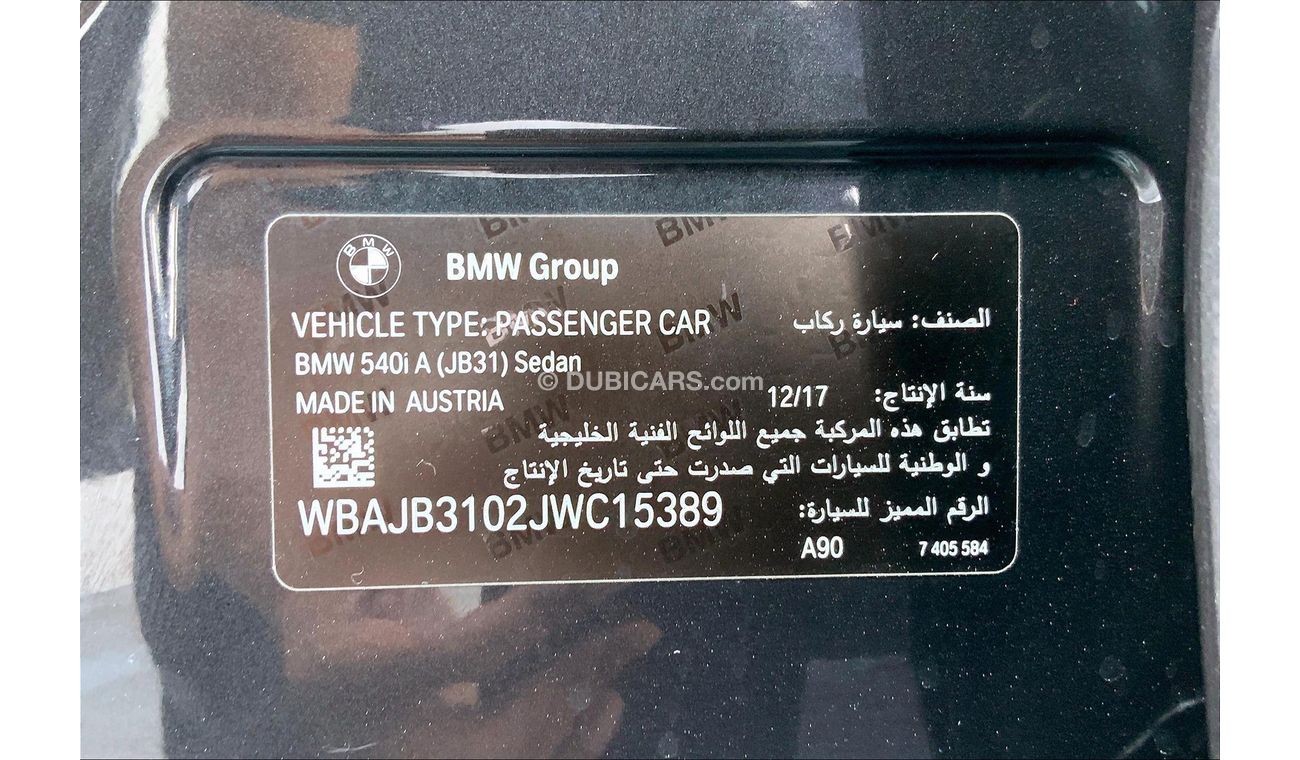 BMW
BMW Group
VEHICLE TYPE: PASSENGER CAR الصنف: سيارة ركاب
BMW 540i A (JB31) Sedan
© DUBICARS.com
MADE IN AUSTRIA 12/17 سنة الإنتاج:
تطابق هذه المركبة جميع اللوائح الفنية الخليجية
و الوطنية للسيارات التي صدرت حتى تاريخ الإنتاج
WBAJB3102JWC15389 الرقم المميز للسيارة:
A90 7 405 584